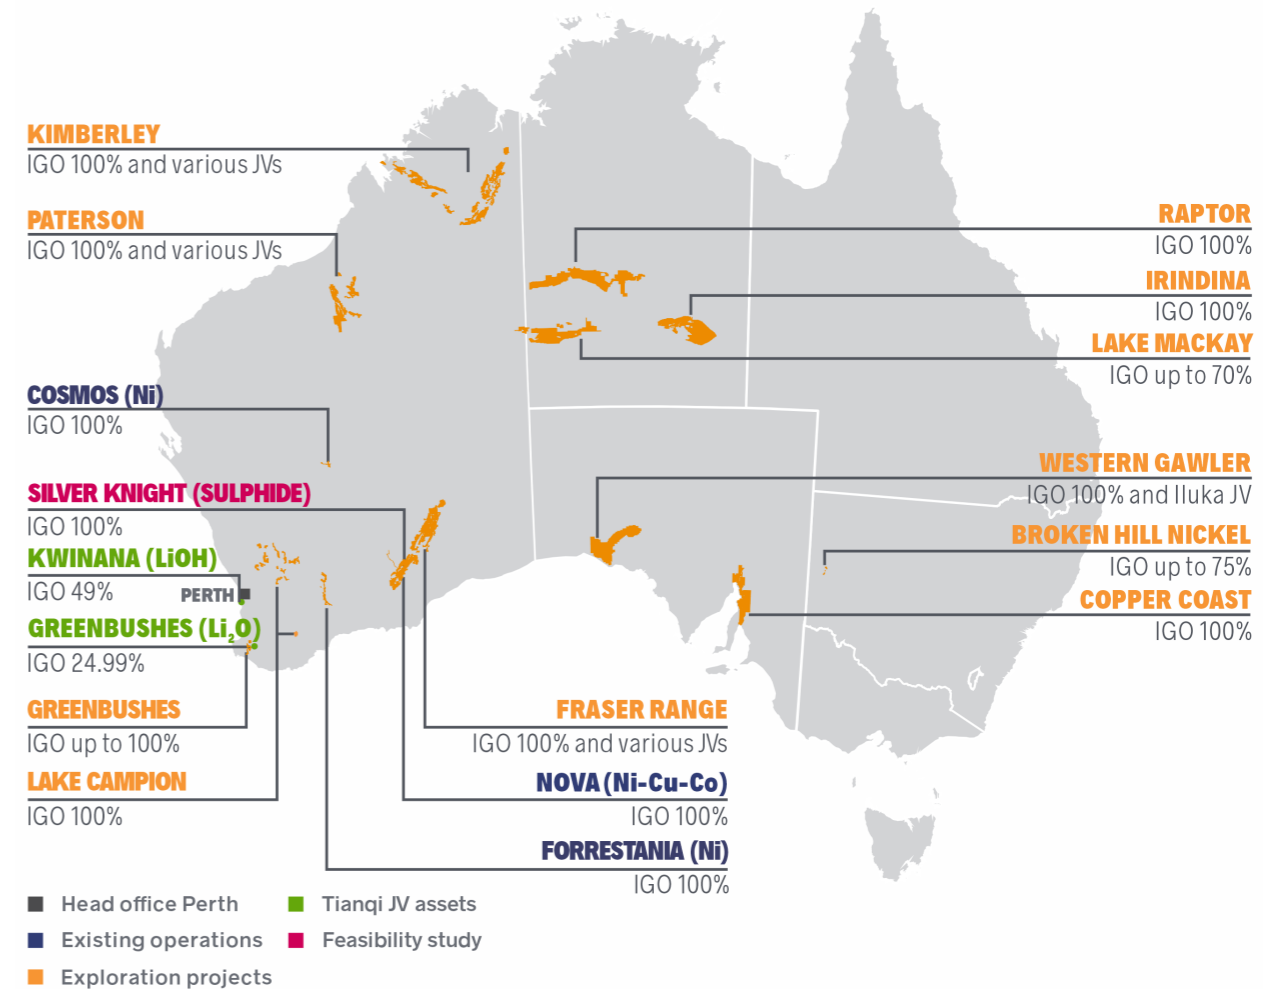 KIMBERLEY
IGO 100% and various JVs
PATERSON
IGO 100% and various JVs
RAPTOR
IGO 100%
IRINDINA
IGO 100%
LAKE MACKAY
IGO up to 70%
COSMOS (Ni)
IGO 100%
WESTERN GAWLER
IGO 100% and Iluka JV
SILVER KNIGHT (SULPHIDE)
IGO 100%
BROKEN HILL NICKEL
IGO up to 75%
KWINANA (LiOH)
IGO 49%
PERTH
COPPER COAST
IGO 100%
GREENBUSHES (Li₂O)
IGO 24.99%
GREENBUSHES
IGO up to 100%
FRASER RANGE
IGO 100% and various JVs
LAKE CAMPION
IGO 100%
NOVA (Ni-Cu-Co)
IGO 100%
FORRESTANIA (Ni)
IGO 100%
Head office Perth
Tianqi JV assets
Existing operations
Feasibility study
Exploration projects